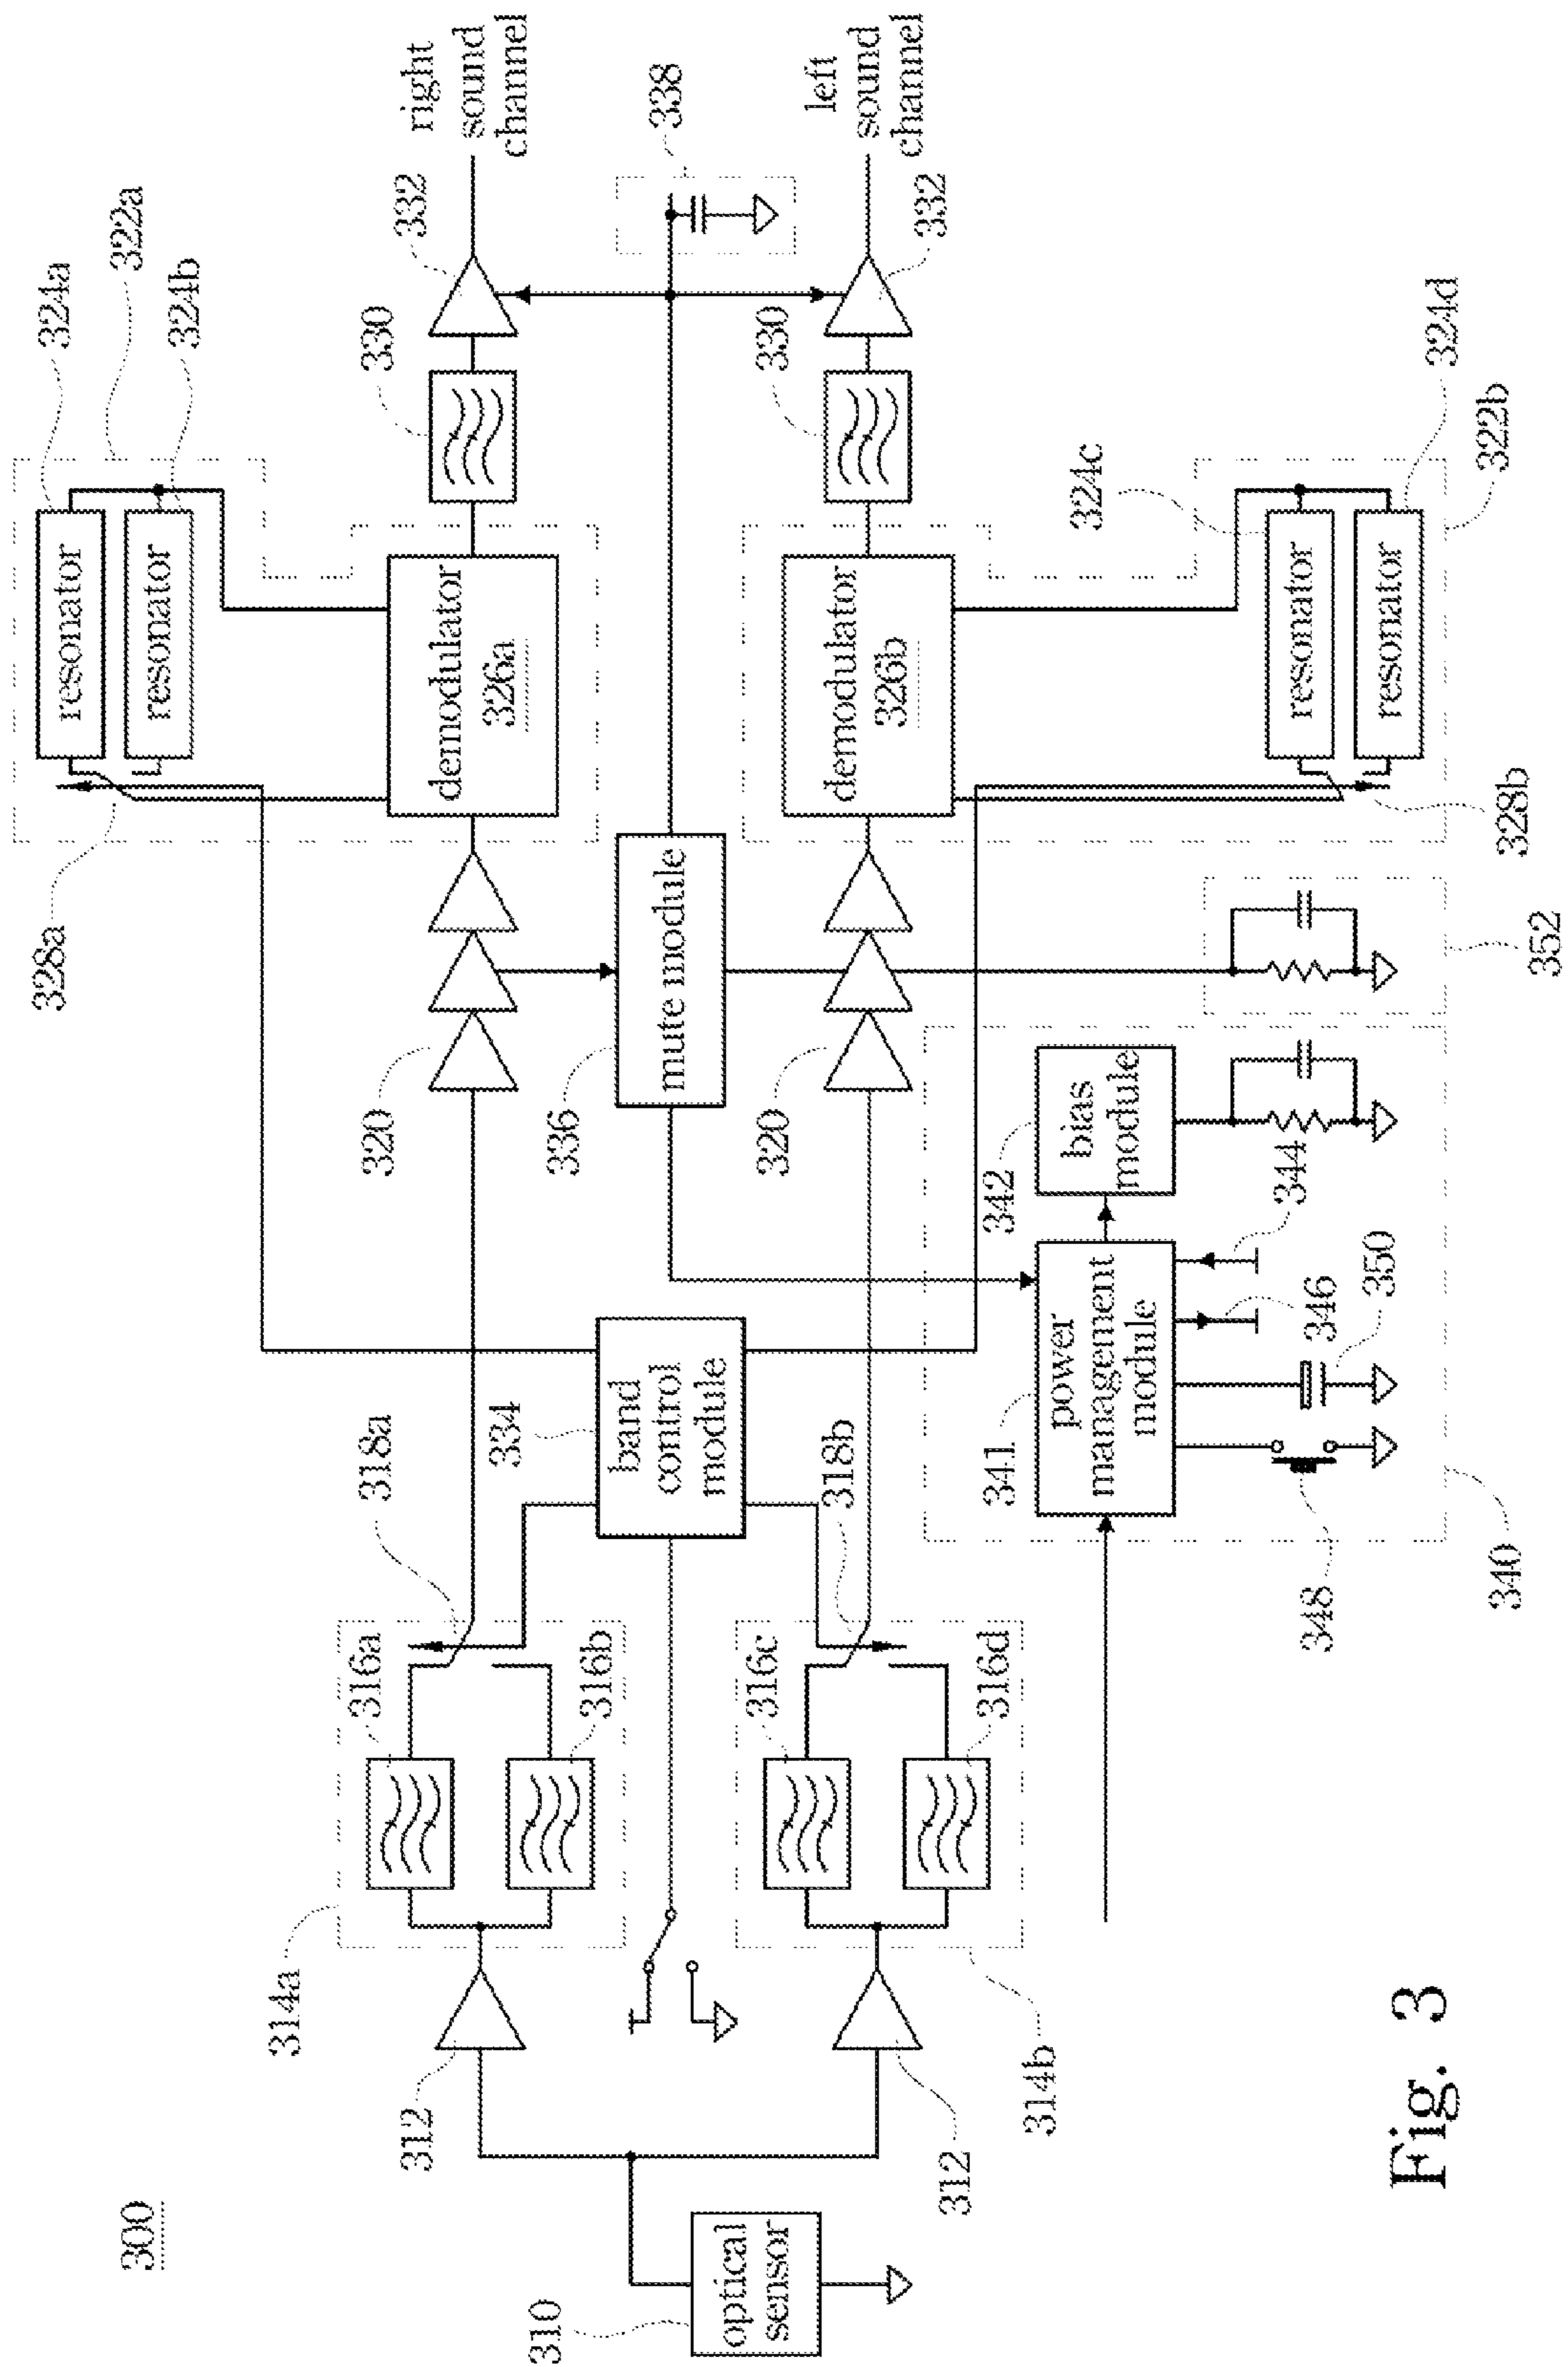 300
324a
322a
324b
right
sound
channel
332
338
left
sound
channel
332
330
330
resonator
resonator
328a
demodulator
326a
demodulator
326b
324c
324d
322b
resonator
resonator
328b
352
320
336
mute module
320
342
bias
module
344
346
350
341
power
management
module
348
340
334
band
control
module
318a
318b
316a
316b
316c
316d
314a
314b
312
312
310
optical
sensor
Fig. 3